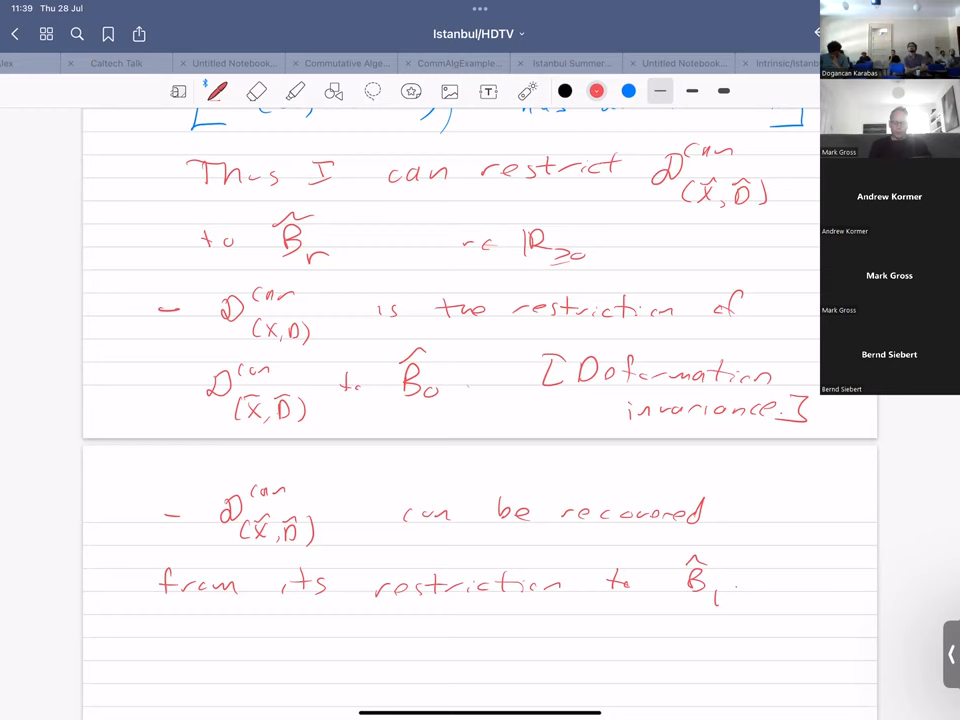 11:39 Thu 28 Jul
Istanbul/HDTV
lex
Caltech Talk
Untitled Notebook...
Commutative Alge...
CommAlgExample...
Istanbul Summer...
Untitled Notebook...
Intrinsic/Istanb
Dogancan Karabas
Mark Gross
Andrew Kormer
Andrew Kormer
Mark Gross
Mark Gross
Bernd Siebert
Bernd Siebert
Thus I can restrict 𝒟^can_(X̃, D̃)
to B̂_r r ∈ ℝ_≥0
– 𝒟^can_(X,D) is the restriction of
𝒟^can_(X̃, D̃) to B̂_0. [Deformation
invariance.]
– 𝒟^can_(X̃, D̃) can be recovered
from its restriction to B̂_1.